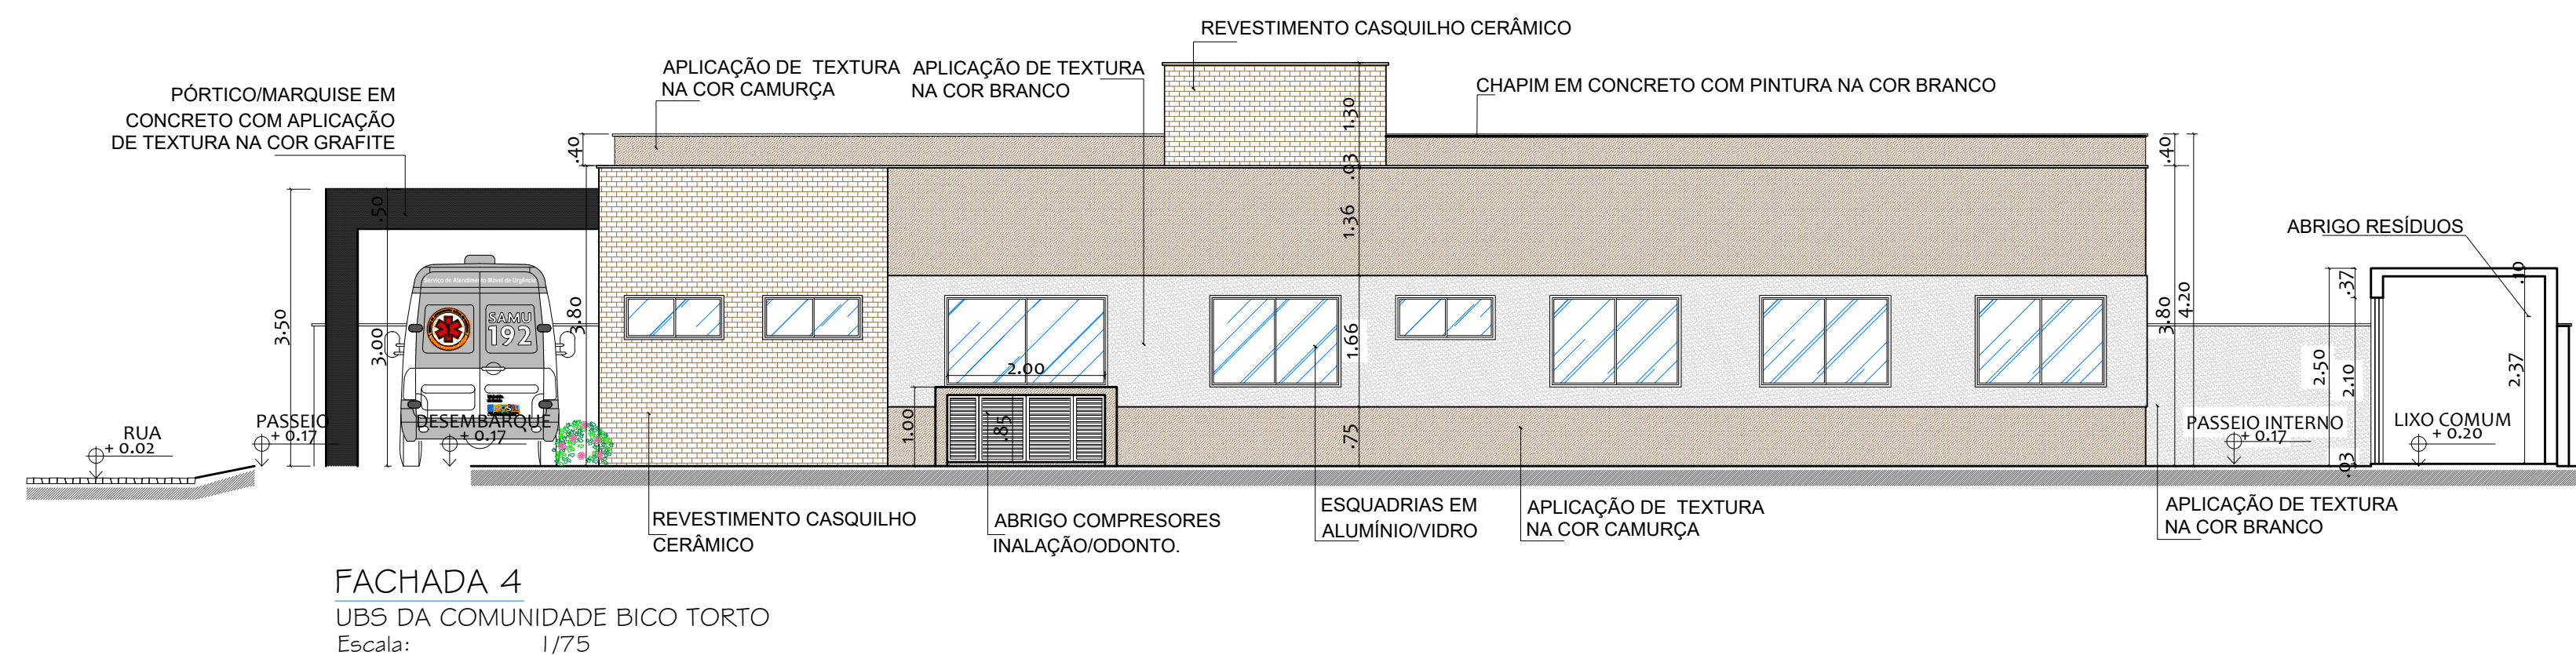 REVESTIMENTO CASQUILHO CERÂMICO
APLICAÇÃO DE TEXTURA
NA COR CAMURÇA
APLICAÇÃO DE TEXTURA
NA COR BRANCO
CHAPIM EM CONCRETO COM PINTURA NA COR BRANCO
PÓRTICO/MARQUISE EM
CONCRETO COM APLICAÇÃO
DE TEXTURA NA COR GRAFITE
1.30
.40
.03
.40
.50
1.36
ABRIGO RESÍDUOS
.10
.37
Serviço de Atendimento Móvel de Urgência
3.50
3.00
SAMU
192
3.80
1.66
3.80
4.20
2.00
2.50
2.10
2.37
1.00
.85
.75
RUA
+ 0.02
PASSEIO
+ 0.17
DESEMBARQUE
+ 0.17
PASSEIO INTERNO
+ 0.17
.03
LIXO COMUM
+ 0.20
REVESTIMENTO CASQUILHO
CERÂMICO
ABRIGO COMPRESORES
INALAÇÃO/ODONTO.
ESQUADRIAS EM
ALUMÍNIO/VIDRO
APLICAÇÃO DE TEXTURA
NA COR CAMURÇA
APLICAÇÃO DE TEXTURA
NA COR BRANCO
FACHADA 4
UBS DA COMUNIDADE BICO TORTO
Escala: 1/75